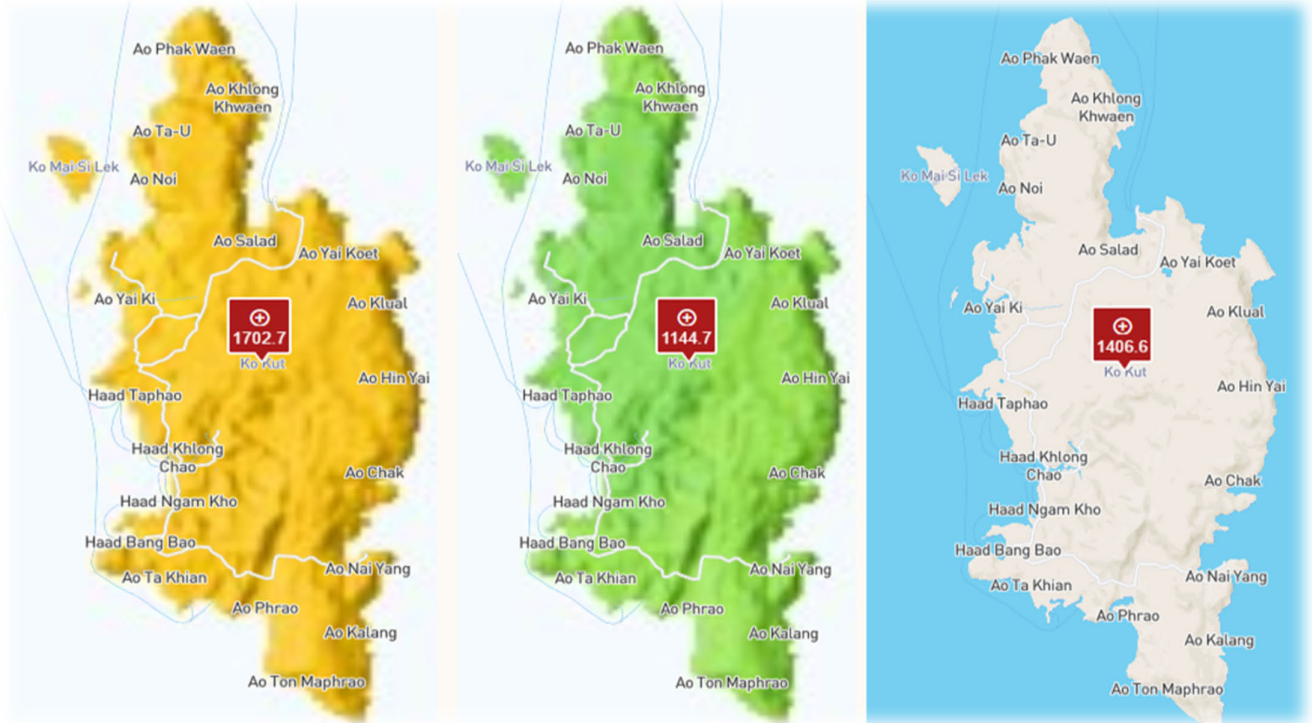 Ao Phak Waen
Ao Khlong
Khwaen
Ao Ta-U
Ko Mai Si Lek
Ao Noi
Ao Salad
Ao Yai Koet
Ao Yai Ki
Ao Klual
1702.7
Ko Kut
Ao Hin Yai
Haad Taphao
Haad Khlong
Chao
Ao Chak
Haad Ngam Kho
Haad Bang Bao
Ao Nai Yang
Ao Ta Khian
Ao Phrao
Ao Kalang
Ao Ton Maphrao
Ao Phak Waen
Ao Khlong
Khwaen
Ao Ta-U
Ko Mai Si Lek
Ao Noi
Ao Salad
Ao Yai Koet
Ao Yai Ki
Ao Klual
1144.7
Ko Kut
Ao Hin Yai
Haad Taphao
Haad Khlong
Chao
Ao Chak
Haad Ngam Kho
Haad Bang Bao
Ao Nai Yang
Ao Ta Khian
Ao Phrao
Ao Kalang
Ao Ton Maphrao
Ao Phak Waen
Ao Khlong
Khwaen
Ao Ta-U
Ko Mai Si Lek
Ao Noi
Ao Salad
Ao Yai Koet
Ao Yai Ki
Ao Klual
1406.6
Ko Kut
Ao Hin Yai
Haad Taphao
Haad Khlong
Chao
Ao Chak
Haad Ngam Kho
Haad Bang Bao
Ao Nai Yang
Ao Ta Khian
Ao Phrao
Ao Kalang
Ao Ton Maphrao